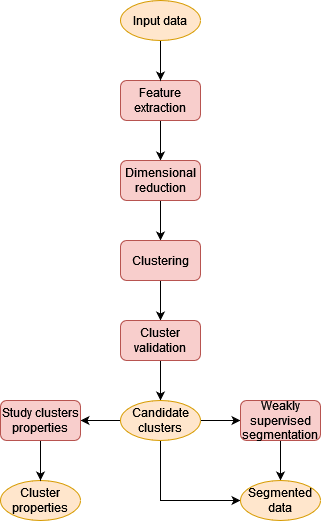 Input data
Feature
extraction
Dimensional
reduction
Clustering
Cluster
validation
Study clusters
properties
Candidate
clusters
Weakly
supervised
segmentation
Cluster
properties
Segmented
data